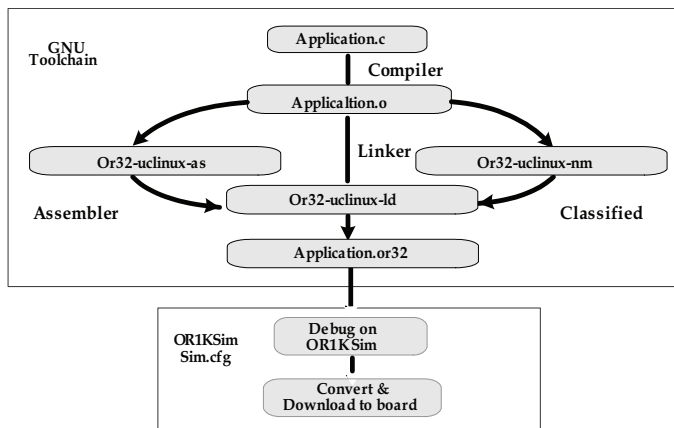 GNU
Toolchain
Application.c
Compiler
Applicaltion.o
Linker
Or32-uclinux-as
Or32-uclinux-nm
Assembler
Or32-uclinux-ld
Classified
Application.or32
OR1KSim
Sim.cfg
Debug on
OR1KSim
Convert &
Download to board